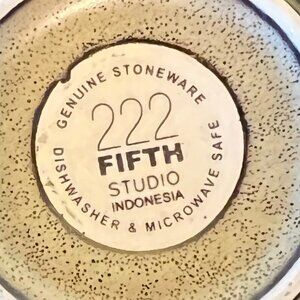 GENUINE STONEWARE
222
FIFTH
STUDIO
INDONESIA
DISHWASHER & MICROWAVE SAFE